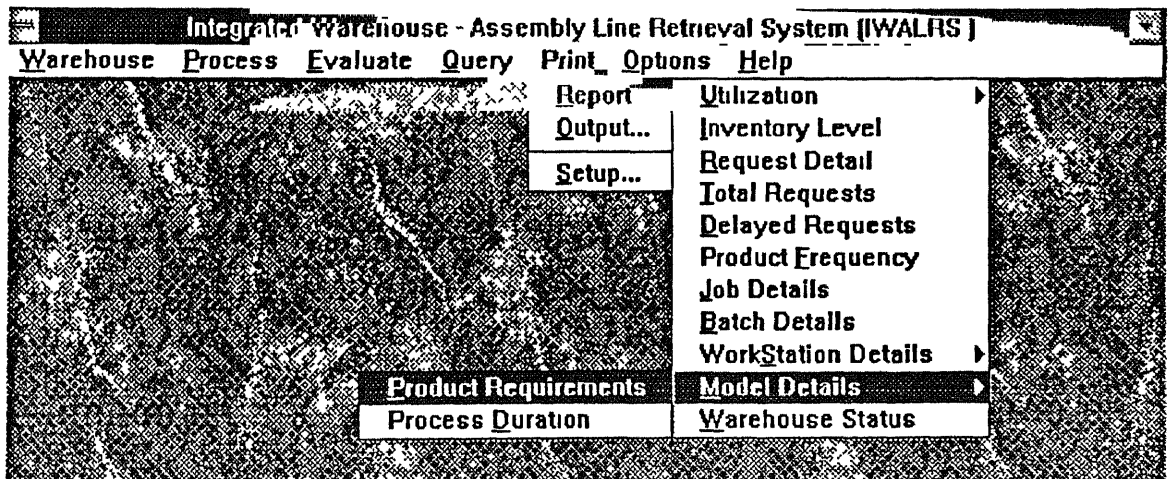 Integrated Warehouse - Assembly Line Retrieval System (IWALRS )
Warehouse Process Evaluate Query Print Options Help
Report
Output...
Setup...
Utilization
Inventory Level
Request Detail
Total Requests
Delayed Requests
Product Frequency
Job Details
Batch Details
WorkStation Details
Model Details
Warehouse Status
Product Requirements
Process Duration